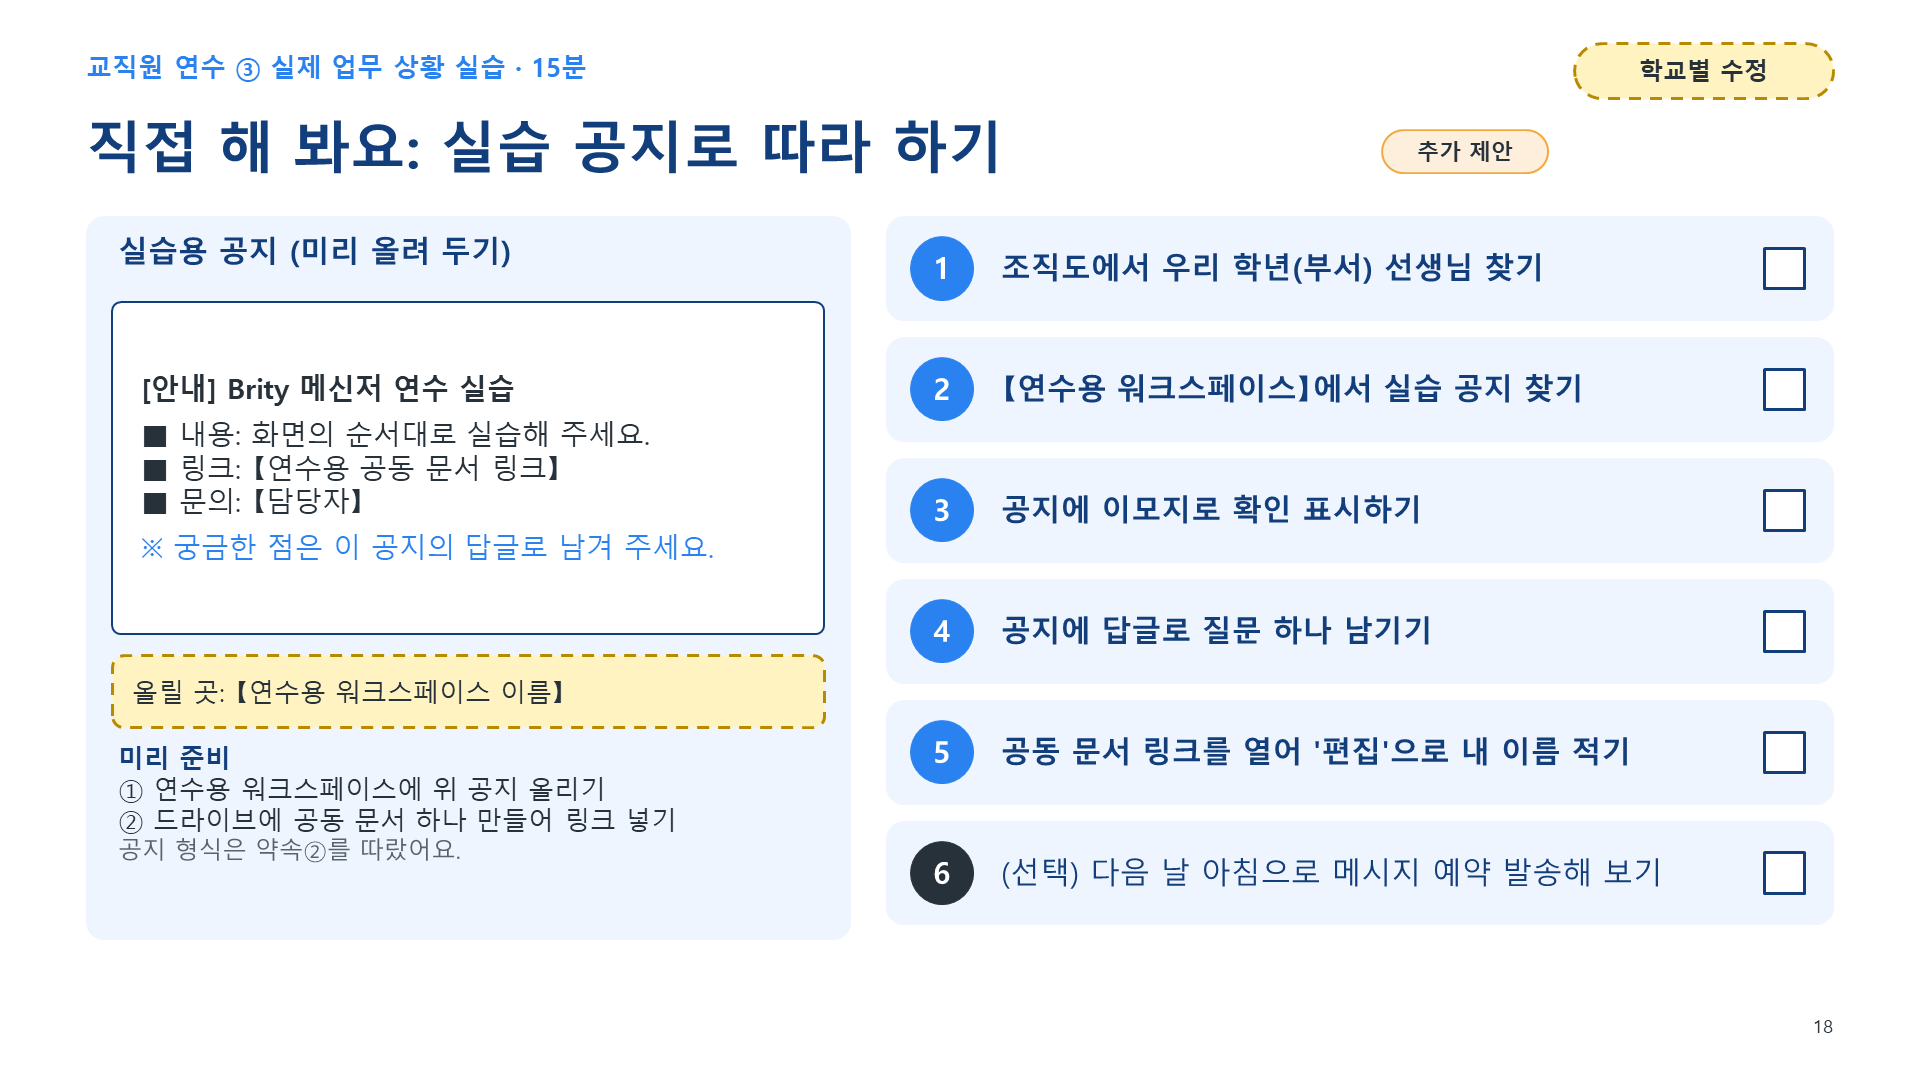 교직원 연수 ③ 실제 업무 상황 실습 · 15분
학교별 수정
직접 해 봐요: 실습 공지로 따라 하기
추가 제안
실습용 공지 (미리 올려 두기)
[안내] Brity 메신저 연수 실습
■ 내용: 화면의 순서대로 실습해 주세요.
■ 링크:【연수용 공동 문서 링크】
■ 문의:【담당자】
※ 궁금한 점은 이 공지의 답글로 남겨 주세요.
올릴 곳:【연수용 워크스페이스 이름】
미리 준비
① 연수용 워크스페이스에 위 공지 올리기
② 드라이브에 공동 문서 하나 만들어 링크 넣기
공지 형식은 약속②를 따랐어요.
1 조직도에서 우리 학년(부서) 선생님 찾기
2 【연수용 워크스페이스】에서 실습 공지 찾기
3 공지에 이모지로 확인 표시하기
4 공지에 답글로 질문 하나 남기기
5 공동 문서 링크를 열어 '편집'으로 내 이름 적기
6 (선택) 다음 날 아침으로 메시지 예약 발송해 보기
18